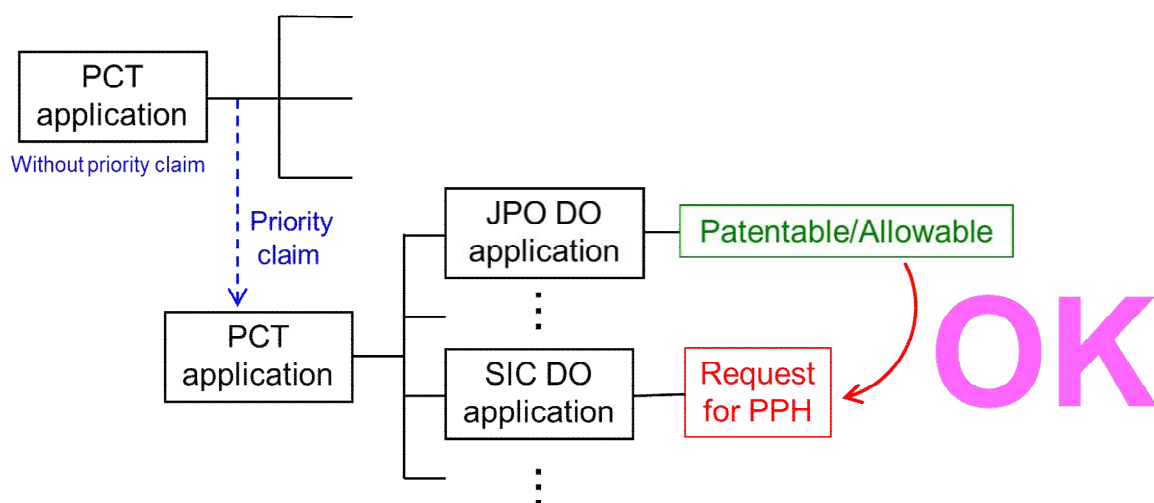 PCT
application
Without priority claim
Priority
claim
JPO DO
application
Patentable/Allowable
PCT
application
SIC DO
application
Request
for PPH
OK